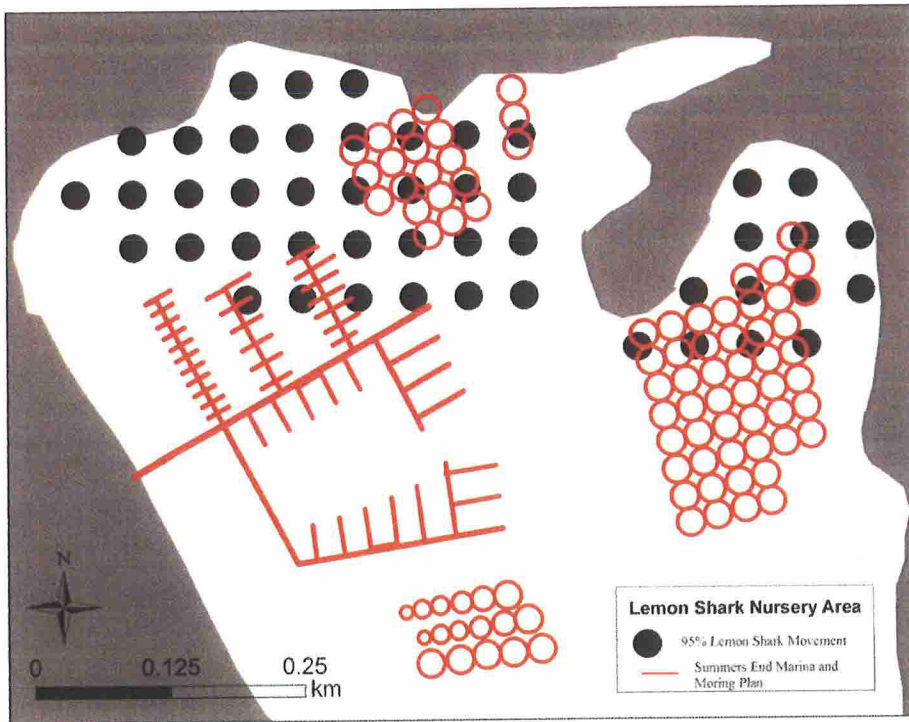 N
0 0.125 0.25
km
Lemon Shark Nursery Area
95% Lemon Shark Movement
Summers End Marina and
Moring Plan